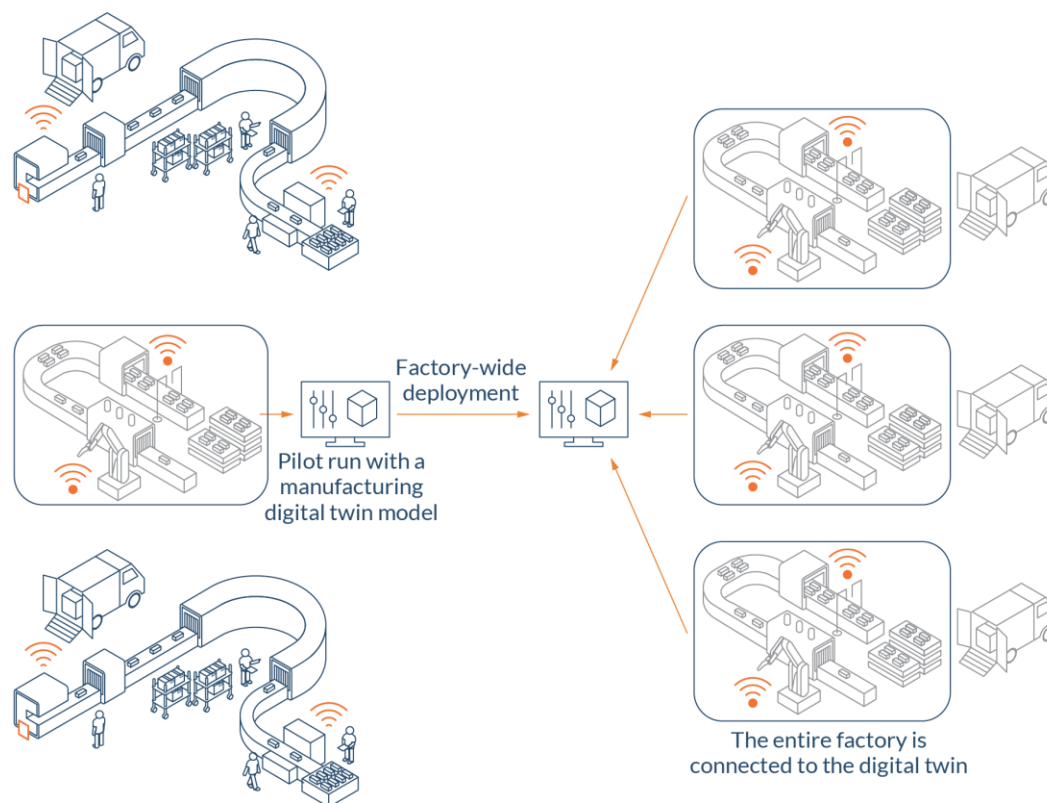 Factory-wide
deployment
Pilot run with a
manufacturing
digital twin model
The entire factory is
connected to the digital twin